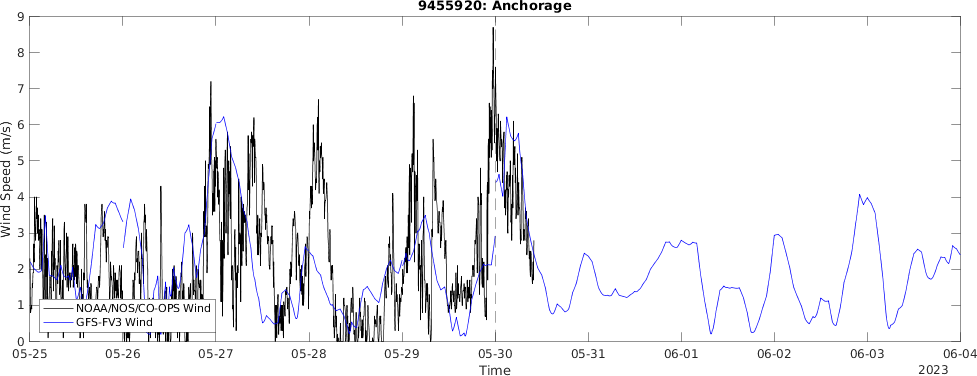 9455920: Anchorage
Wind Speed (m/s)
9
8
7
6
5
4
3
2
1
0
NOAA/NOS/CO-OPS Wind
GFS-FV3 Wind
05-25 05-26 05-27 05-28 05-29 05-30 05-31 06-01 06-02 06-03 06-04
Time
2023